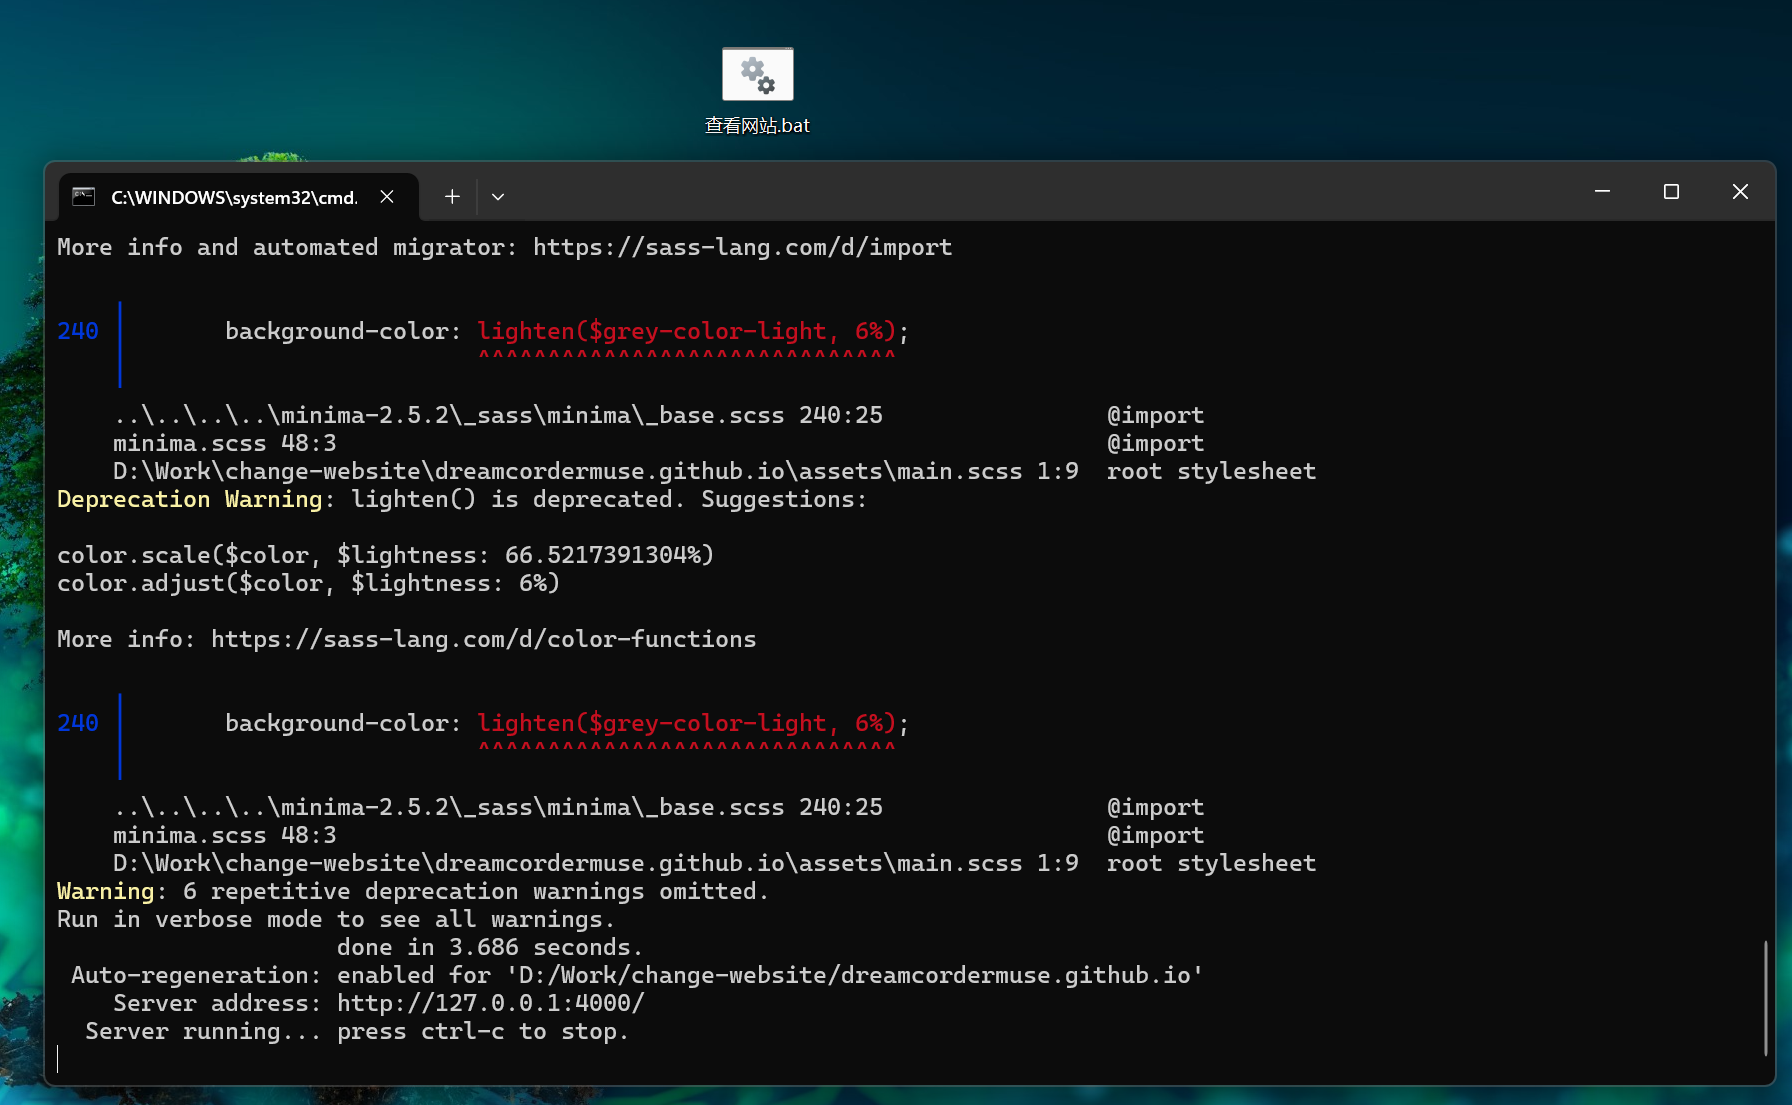 查看网站.bat
C:\WINDOWS\system32\cmd.
More info and automated migrator: https://sass-lang.com/d/import
240 background-color: lighten($grey-color-light, 6%);
^^^^^^^^^^^^^^^^^^^^^^^^^^^^^^
..\..\..\..\minima-2.5.2\_sass\minima\_base.scss 240:25 @import
minima.scss 48:3 @import
D:\Work\change-website\dreamcordermuse.github.io\assets\main.scss 1:9 root stylesheet
Deprecation Warning: lighten() is deprecated. Suggestions:
color.scale($color, $lightness: 66.5217391304%)
color.adjust($color, $lightness: 6%)
More info: https://sass-lang.com/d/color-functions
240 background-color: lighten($grey-color-light, 6%);
^^^^^^^^^^^^^^^^^^^^^^^^^^^^^^
..\..\..\..\minima-2.5.2\_sass\minima\_base.scss 240:25 @import
minima.scss 48:3 @import
D:\Work\change-website\dreamcordermuse.github.io\assets\main.scss 1:9 root stylesheet
Warning: 6 repetitive deprecation warnings omitted.
Run in verbose mode to see all warnings.
done in 3.686 seconds.
Auto-regeneration: enabled for 'D:/Work/change-website/dreamcordermuse.github.io'
Server address: http://127.0.0.1:4000/
Server running... press ctrl-c to stop.